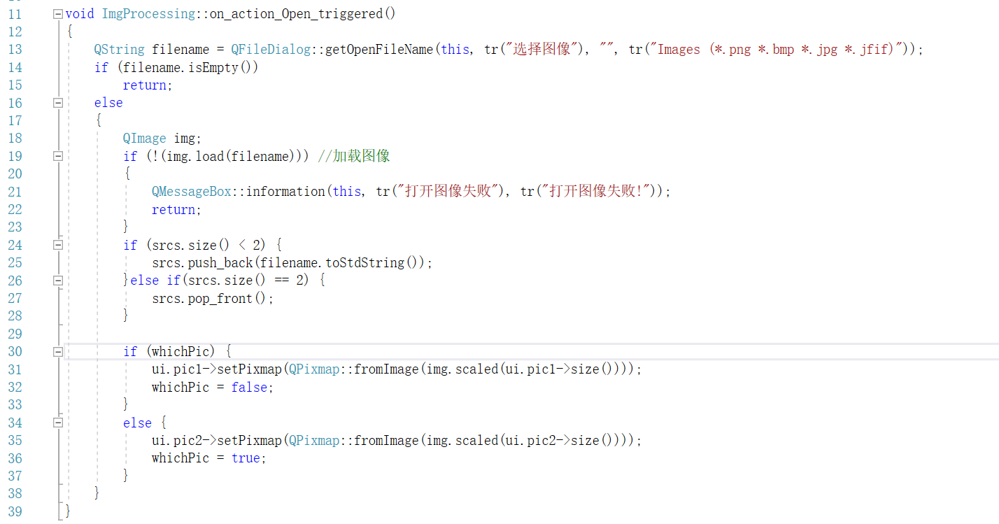 11 void ImgProcessing::on_action_Open_triggered()
12 {
13 QString filename = QFileDialog::getOpenFileName(this, tr("选择图像"), "", tr("Images (*.png *.bmp *.jpg *.jfif)"));
14 if (filename.isEmpty())
15 return;
16 else
17 {
18 QImage img;
19 if (!(img.load(filename))) //加载图像
20 {
21 QMessageBox::information(this, tr("打开图像失败"), tr("打开图像失败!"));
22 return;
23 }
24 if (srcs.size() < 2) {
25 srcs.push_back(filename.toStdString());
26 }else if(srcs.size() == 2) {
27 srcs.pop_front();
28 }
29
30 if (whichPic) {
31 ui.pic1->setPixmap(QPixmap::fromImage(img.scaled(ui.pic1->size())));
32 whichPic = false;
33 }
34 else {
35 ui.pic2->setPixmap(QPixmap::fromImage(img.scaled(ui.pic2->size())));
36 whichPic = true;
37 }
38 }
39 }